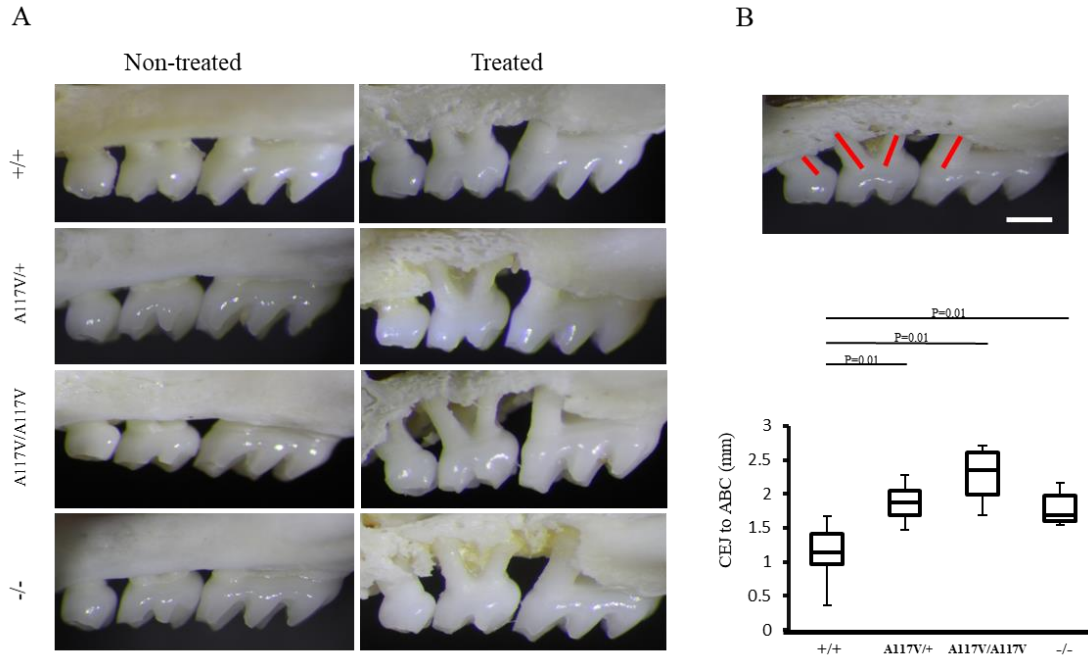 A
Non-treated
Treated
+/+
A117V/+
A117V/A117V
-/-
B
P=0.01
P=0.01
P=0.01
CEJ to ABC (mm)
3
2.5
2
1.5
1
0.5
0
+/+
A117V/+
A117V/A117V
-/-